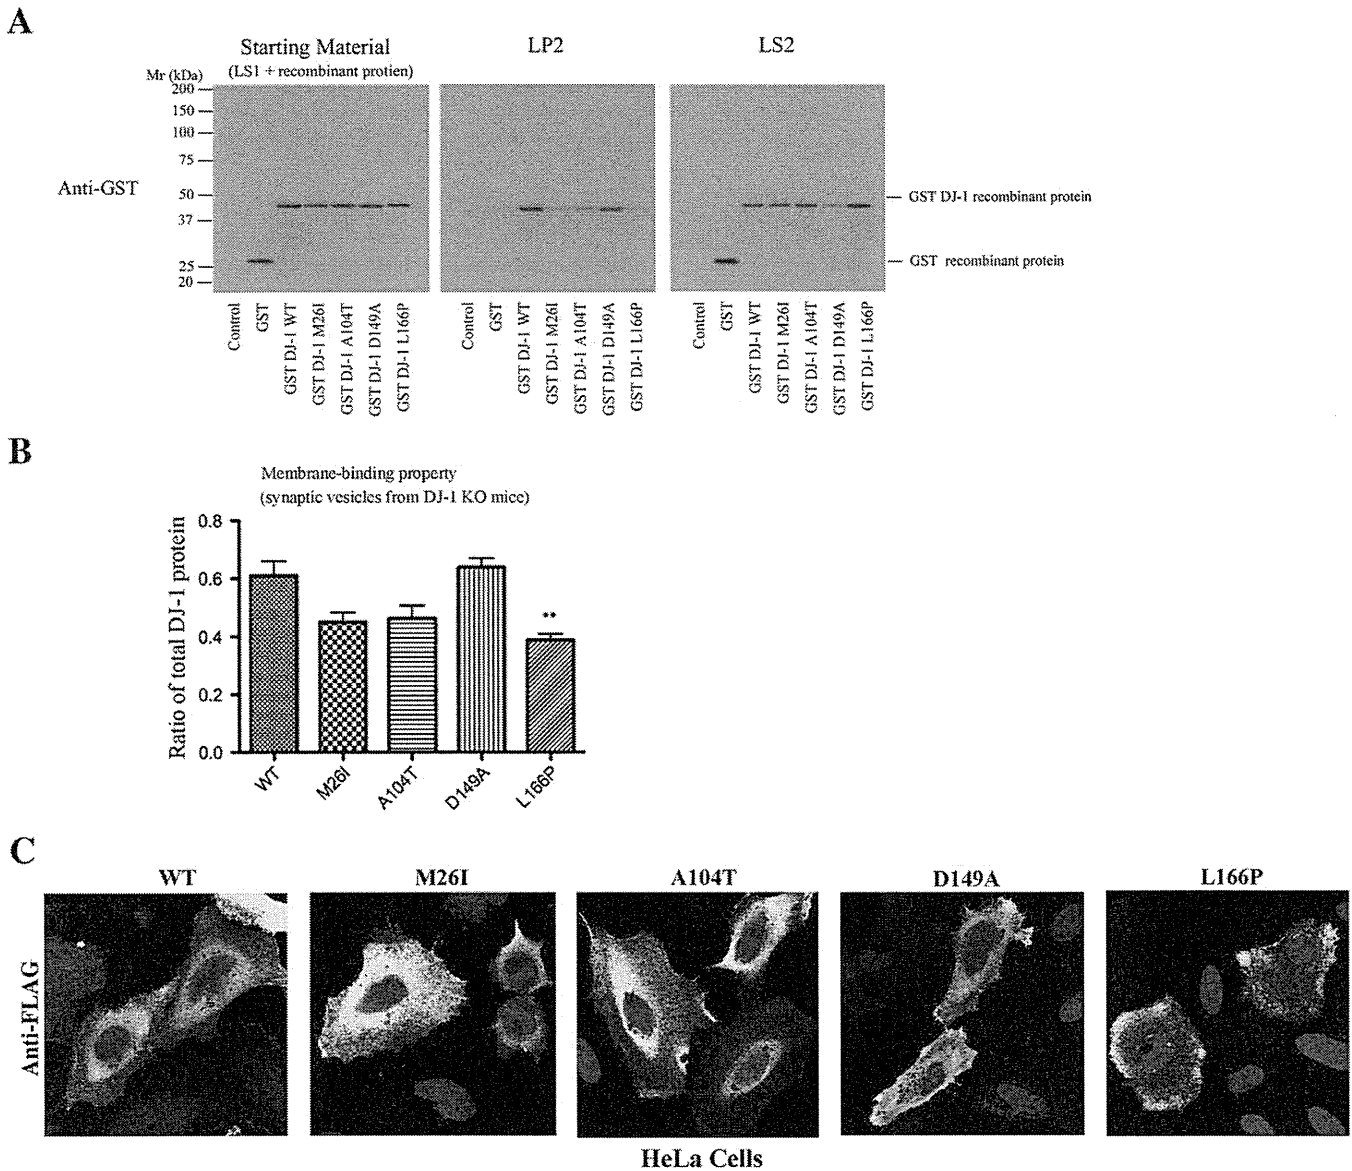 A
Starting Material
(LS1 + recombinant protien)
LP2
LS2
Mr (kDa)
200
150
100
75
50
37
25
20
Anti-GST
GST DJ-1 recombinant protein
GST recombinant protein
Control
GST
GST DJ-1 WT
GST DJ-1 M26I
GST DJ-1 A104T
GST DJ-1 D149A
GST DJ-1 L166P
Control
GST
GST DJ-1 WT
GST DJ-1 M26I
GST DJ-1 A104T
GST DJ-1 D149A
GST DJ-1 L166P
Control
GST
GST DJ-1 WT
GST DJ-1 M26I
GST DJ-1 A104T
GST DJ-1 D149A
GST DJ-1 L166P
B
Membrane-binding property
(synaptic vesicles from DJ-1 KO mice)
Ratio of total DJ-1 protein
0.8
0.6
0.4
0.2
0.0
**
WT
M26I
A104T
D149A
L166P
C
WT
M26I
A104T
D149A
L166P
Anti-FLAG
HeLa Cells